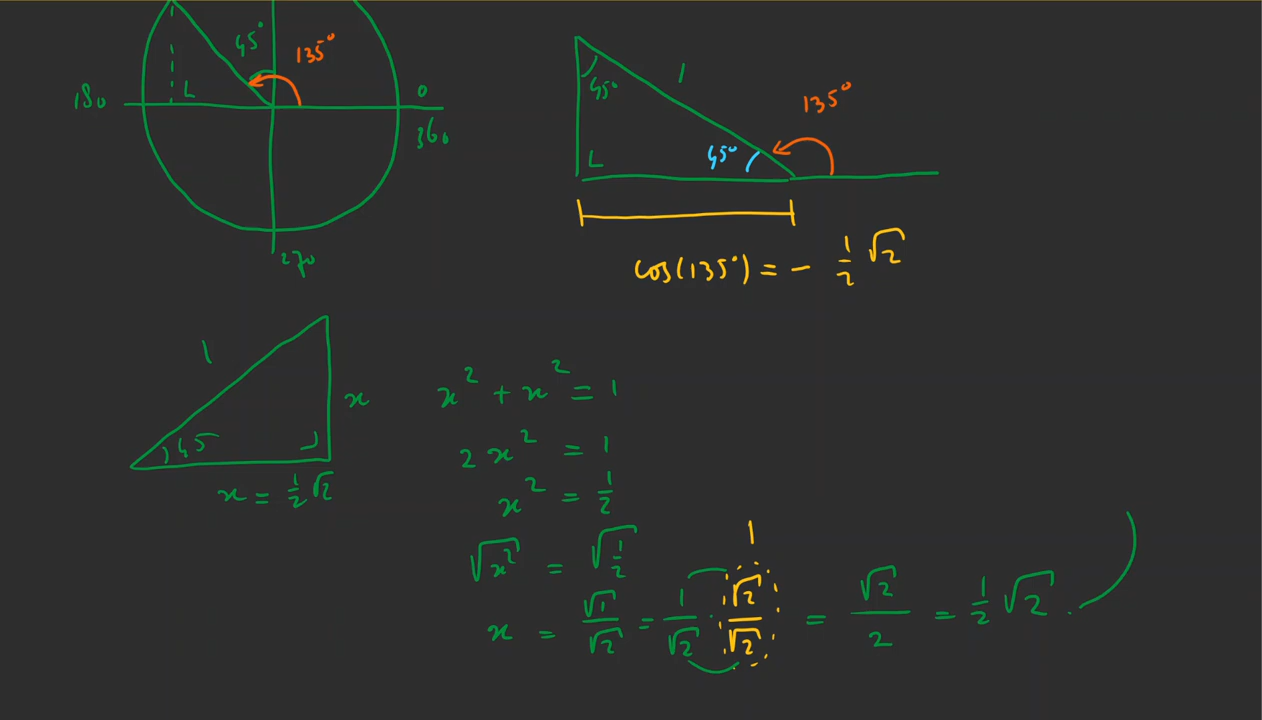 45°
135°
180
L
0
360
270
45°
1
135°
L
45°
cos(135°) = - 1/2 √2
1
x
45
x = 1/2 √2
x² + x² = 1
2x² = 1
x² = 1/2
√x² = √1/2
1
x = √1/√2 = 1/√2 · √2/√2 = √2/2 = 1/2 √2 .